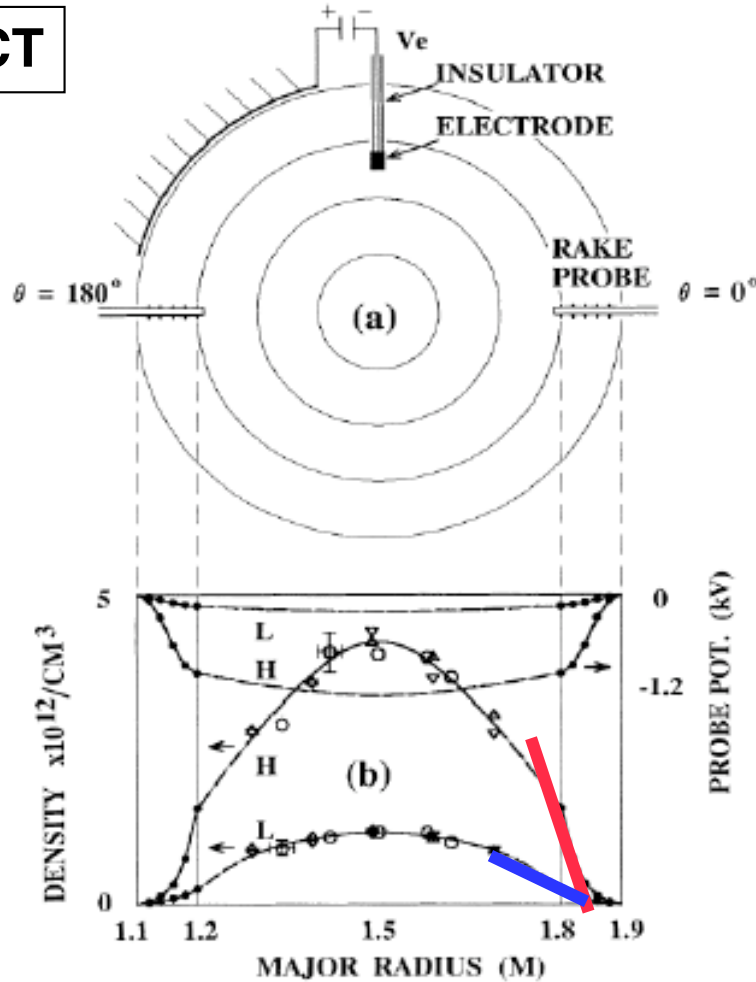 CT
+ −
Ve
INSULATOR
ELECTRODE
RAKE
PROBE
θ = 180°
θ = 0°
(a)
5
0
L
H
-1.2
(b)
H
L
0
DENSITY x10¹²/CM³
PROBE POT. (kV)
1.1 1.2 1.5 1.8 1.9
MAJOR RADIUS (M)